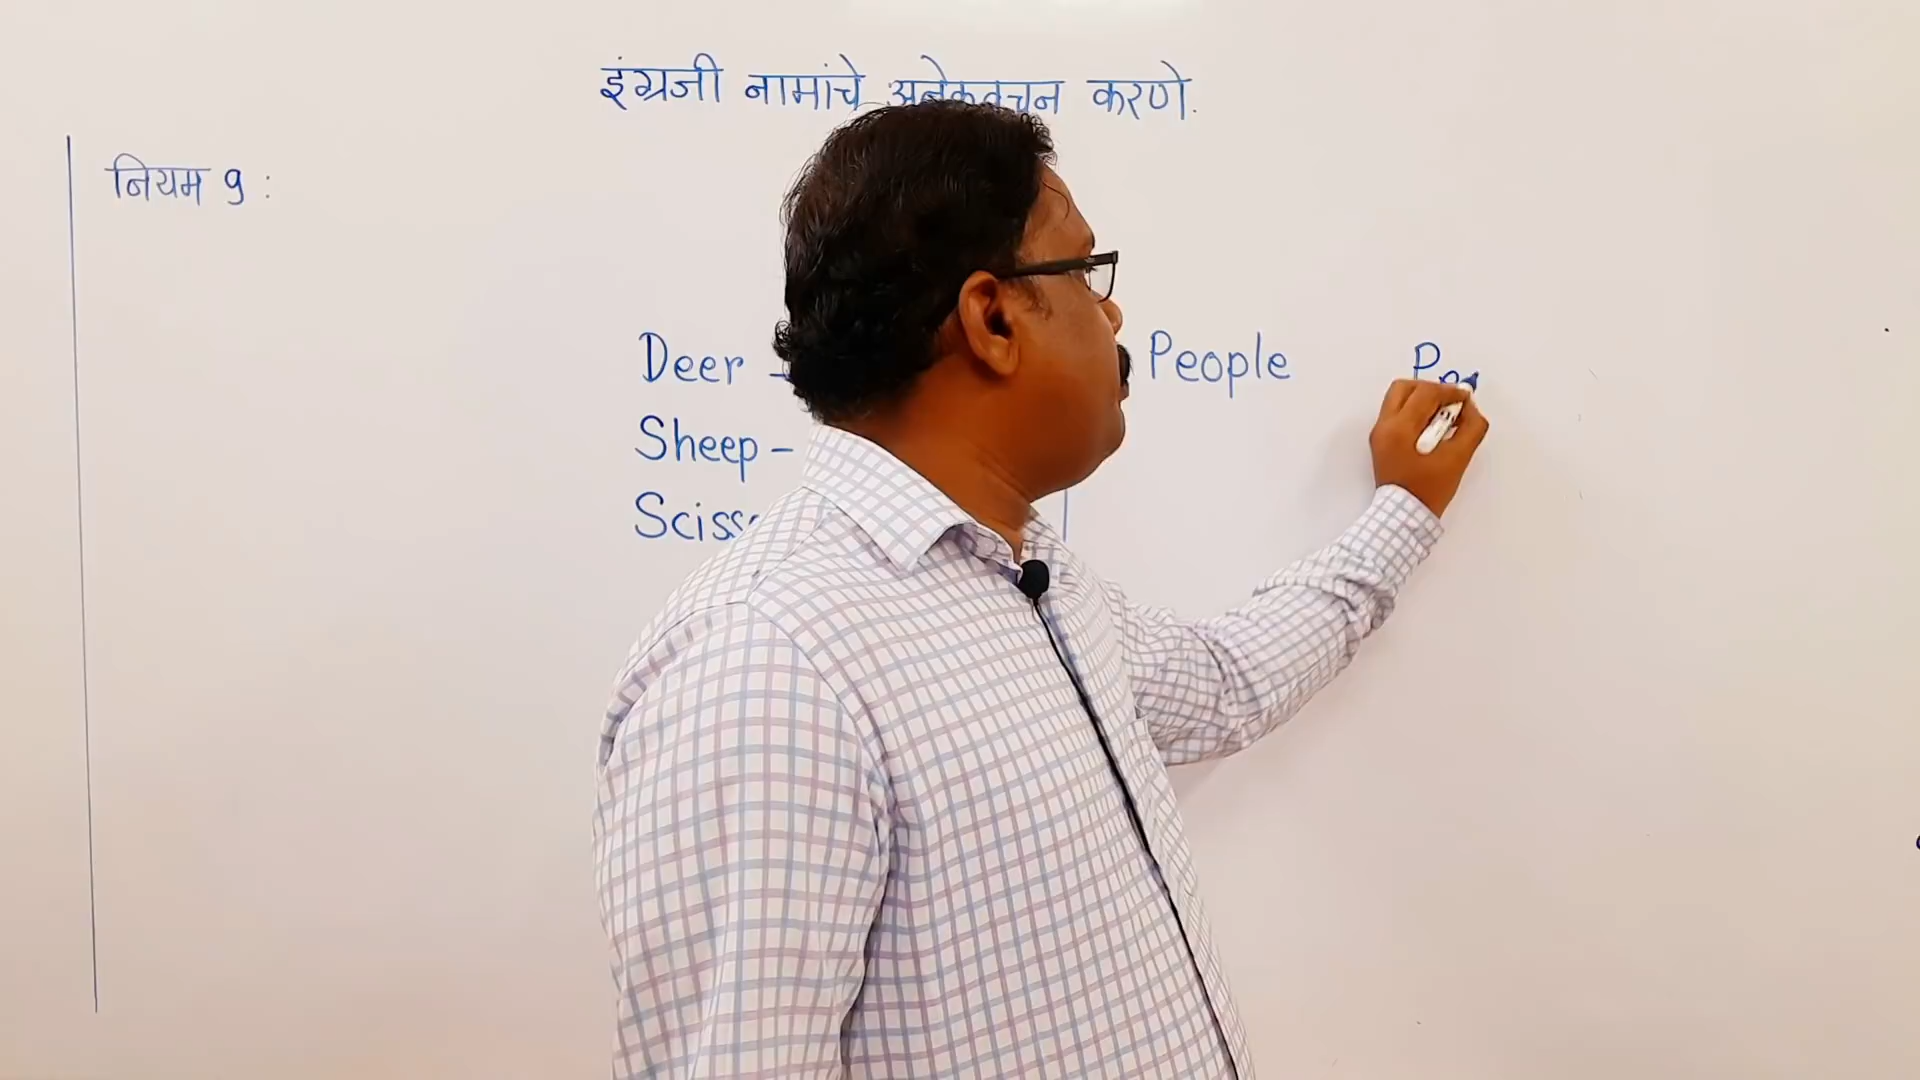 इंग्रजी नामांचे अनेकवचन करणे.
नियम 9 :
Deer - People
Sheep -